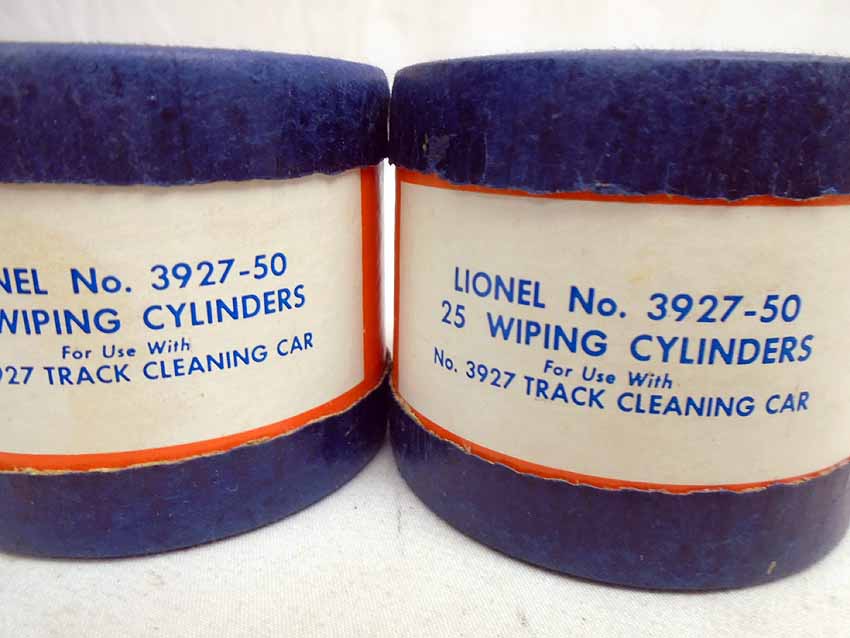 NEL No. 3927-50
WIPING CYLINDERS
For Use With
927 TRACK CLEANING CAR
LIONEL No. 3927-50
25 WIPING CYLINDERS
For Use With
No. 3927 TRACK CLEANING CAR